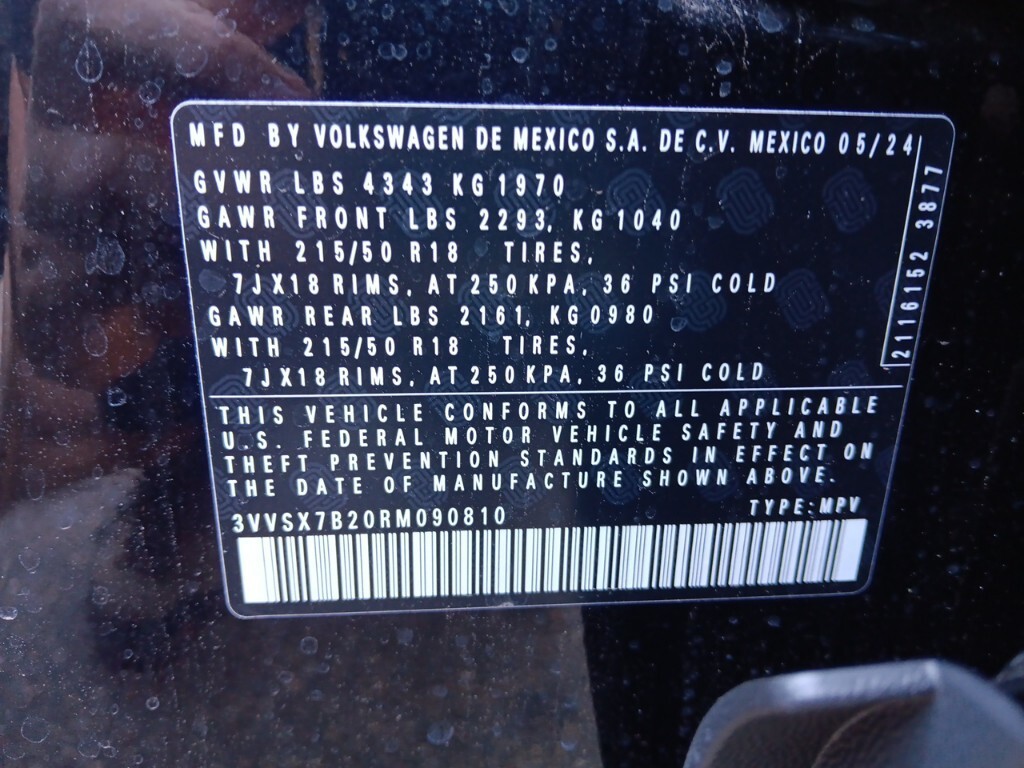 MFD BY VOLKSWAGEN DE MEXICO S.A. DE C.V. MEXICO 05/24
GVWR LBS 4343 KG 1970
GAWR FRONT LBS 2293, KG 1040
WITH 215/50 R18 TIRES,
7JX18 RIMS, AT 250 KPA, 36 PSI COLD
GAWR REAR LBS 2161, KG 0980
WITH 215/50 R18 TIRES,
7JX18 RIMS, AT 250 KPA, 36 PSI COLD
2116152 3877
THIS VEHICLE CONFORMS TO ALL APPLICABLE
U.S. FEDERAL MOTOR VEHICLE SAFETY AND
THEFT PREVENTION STANDARDS IN EFFECT ON
THE DATE OF MANUFACTURE SHOWN ABOVE.
3VVSX7B20RM090810 TYPE: MPV